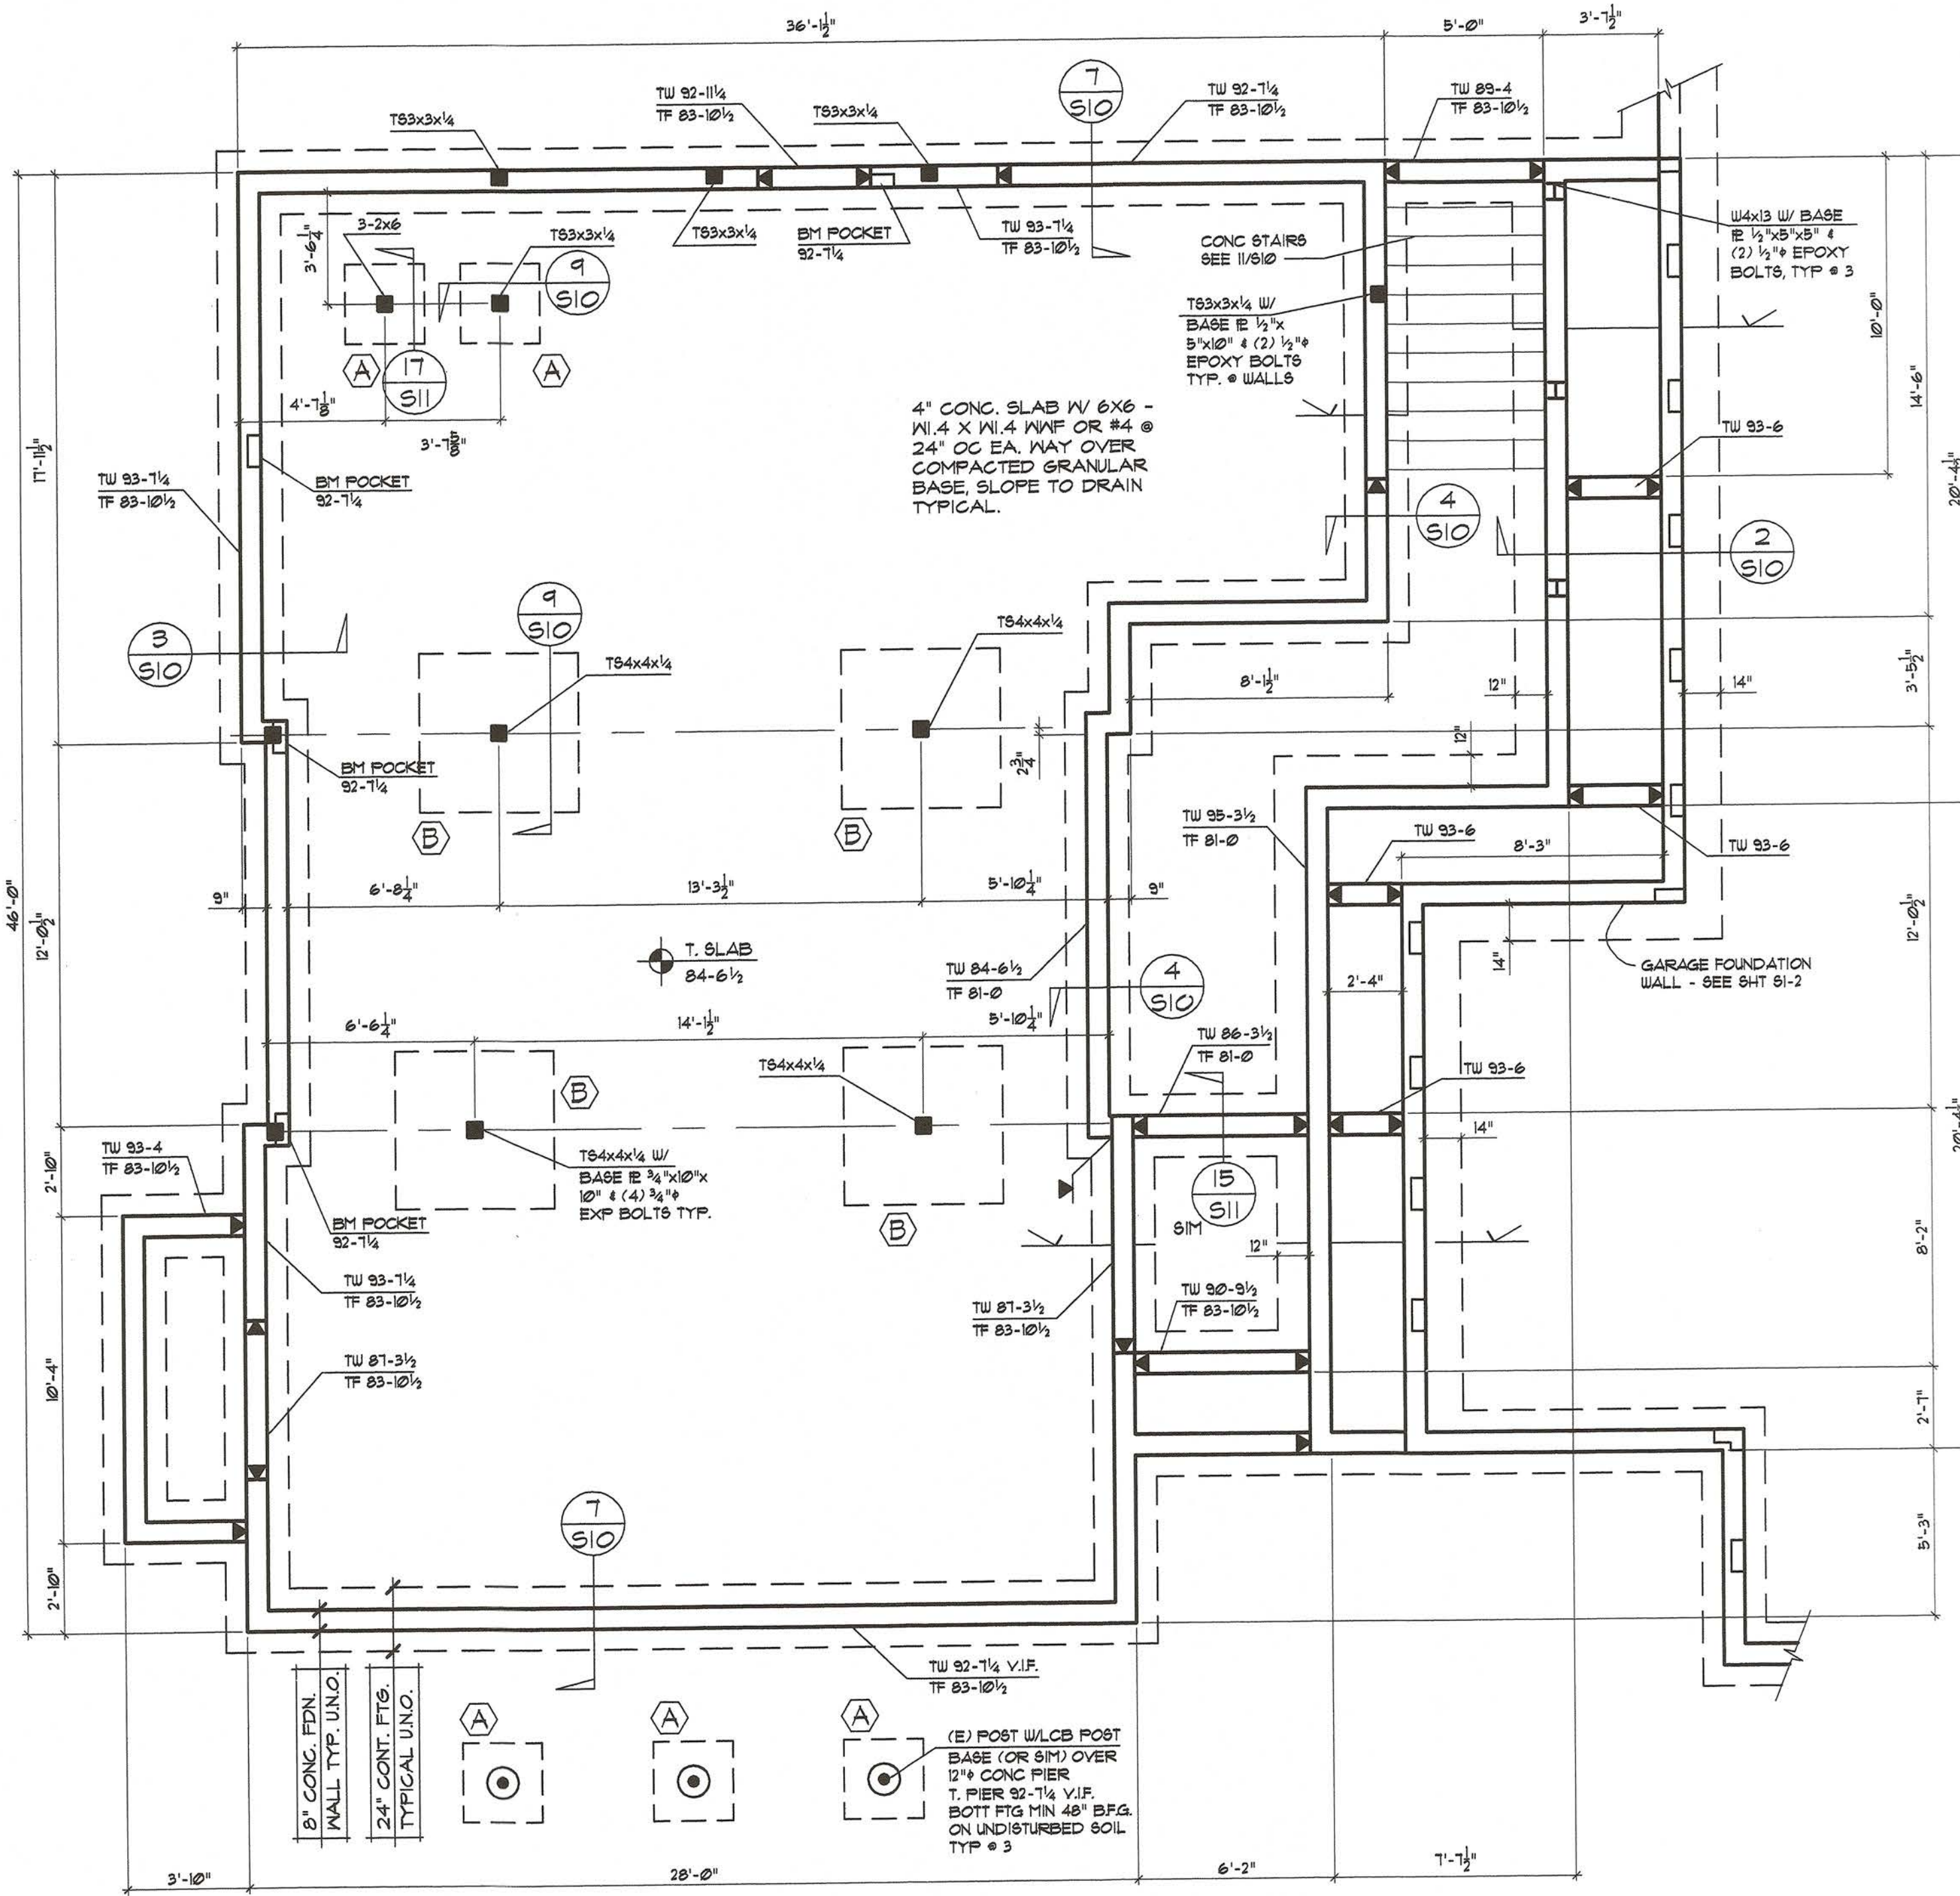 36'-1½"
5'-0"
3'-7½"
TS3x3x¼
TW 92-11¼
TF 83-10½
TS3x3x¼
7
S10
TW 92-7¼
TF 83-10½
TW 89-4
TF 83-10½
3'-6¼"
3-2x6
TS3x3x¼
9
S10
TS3x3x¼
BM POCKET
92-7¼
TW 93-7¼
TF 83-10½
CONC STAIRS
SEE 11/S10
W4x13 W/ BASE
PL ½"x5"x5" &
(2) ½"φ EPOXY
BOLTS, TYP @ 3
TS3x3x¼ W/
BASE PL ½"x
5"x10" & (2) ½"φ
EPOXY BOLTS
TYP. @ WALLS
10'-0"
14'-6"
A
17
S11
A
4'-7⅛"
3'-7⅝"
4" CONC. SLAB W/ 6X6 -
W1.4 X W1.4 WWF OR #4 @
24" OC EA. WAY OVER
COMPACTED GRANULAR
BASE, SLOPE TO DRAIN
TYPICAL.
17'-11½"
TW 93-7¼
TF 83-10½
BM POCKET
92-7¼
TW 93-6
20'-4½"
4
S10
2
S10
3
S10
9
S10
TS4x4x¼
TS4x4x¼
8'-1½"
12"
14"
3'-5½"
BM POCKET
92-7¼
2¾"
12"
B
B
TW 95-3½
TF 81-0
TW 93-6
8'-3"
TW 93-6
46'-0"
12'-0½"
9"
6'-8¼"
13'-3½"
5'-10¼"
9"
12'-0½"
T. SLAB
84-6½
TW 84-6½
TF 81-0
4
S10
14"
GARAGE FOUNDATION
WALL - SEE SHT S1-2
2'-4"
6'-6¼"
14'-1½"
5'-10¼"
TW 86-3½
TF 81-0
TS4x4x¼
B
TW 93-6
14"
20'-4½"
TW 93-4
TF 83-10½
2'-10"
TS4x4x¼ W/
BASE PL ¾"x10"x
10" & (4) ¾"φ
EXP BOLTS TYP.
BM POCKET
92-7¼
B
15
S11
SIM
12"
8'-2"
TW 93-7¼
TF 83-10½
TW 90-9½
TF 83-10½
TW 87-3½
TF 83-10½
10'-4"
TW 87-3½
TF 83-10½
2'-7"
7
S10
5'-3"
2'-10"
8" CONC. FDN.
WALL TYP. U.N.O.
24" CONT. FTG.
TYPICAL U.N.O.
TW 92-7¼ V.I.F.
TF 83-10½
A
A
A
(E) POST W/LCB POST
BASE (OR SIM) OVER
12"φ CONC PIER
T. PIER 92-7¼ V.I.F.
BOTT FTG MIN 48" B.F.G.
ON UNDISTURBED SOIL
TYP @ 3
3'-10"
28'-0"
6'-2"
7'-7½"